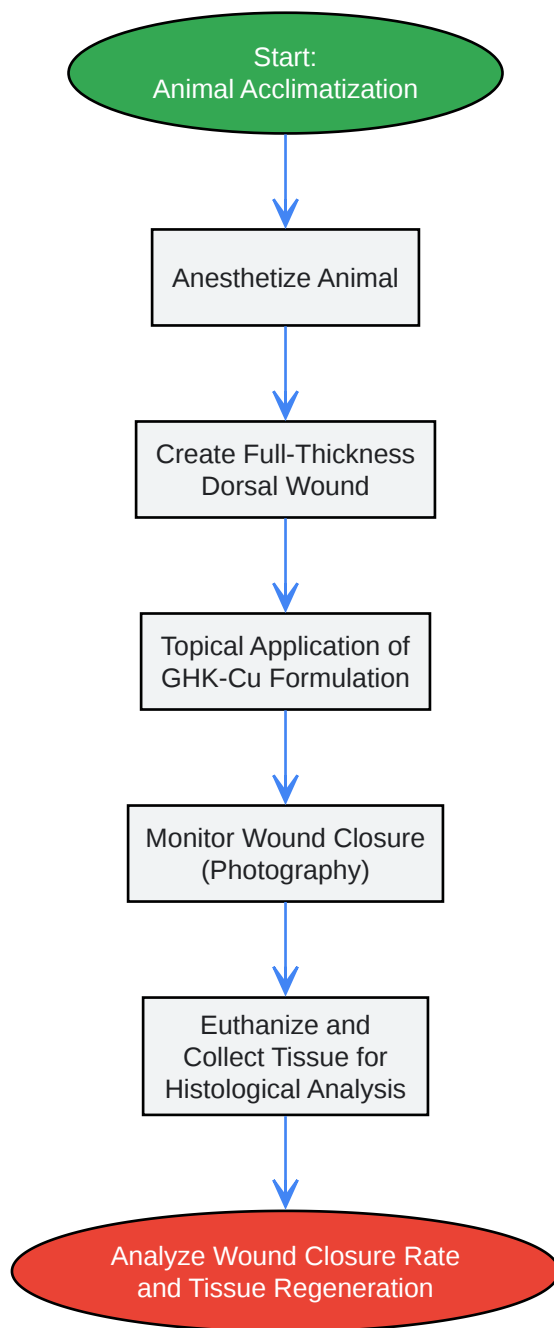 Start:
Animal Acclimatization
Anesthetize Animal
Create Full-Thickness
Dorsal Wound
Topical Application of
GHK-Cu Formulation
Monitor Wound Closure
(Photography)
Euthanize and
Collect Tissue for
Histological Analysis
Analyze Wound Closure Rate
and Tissue Regeneration